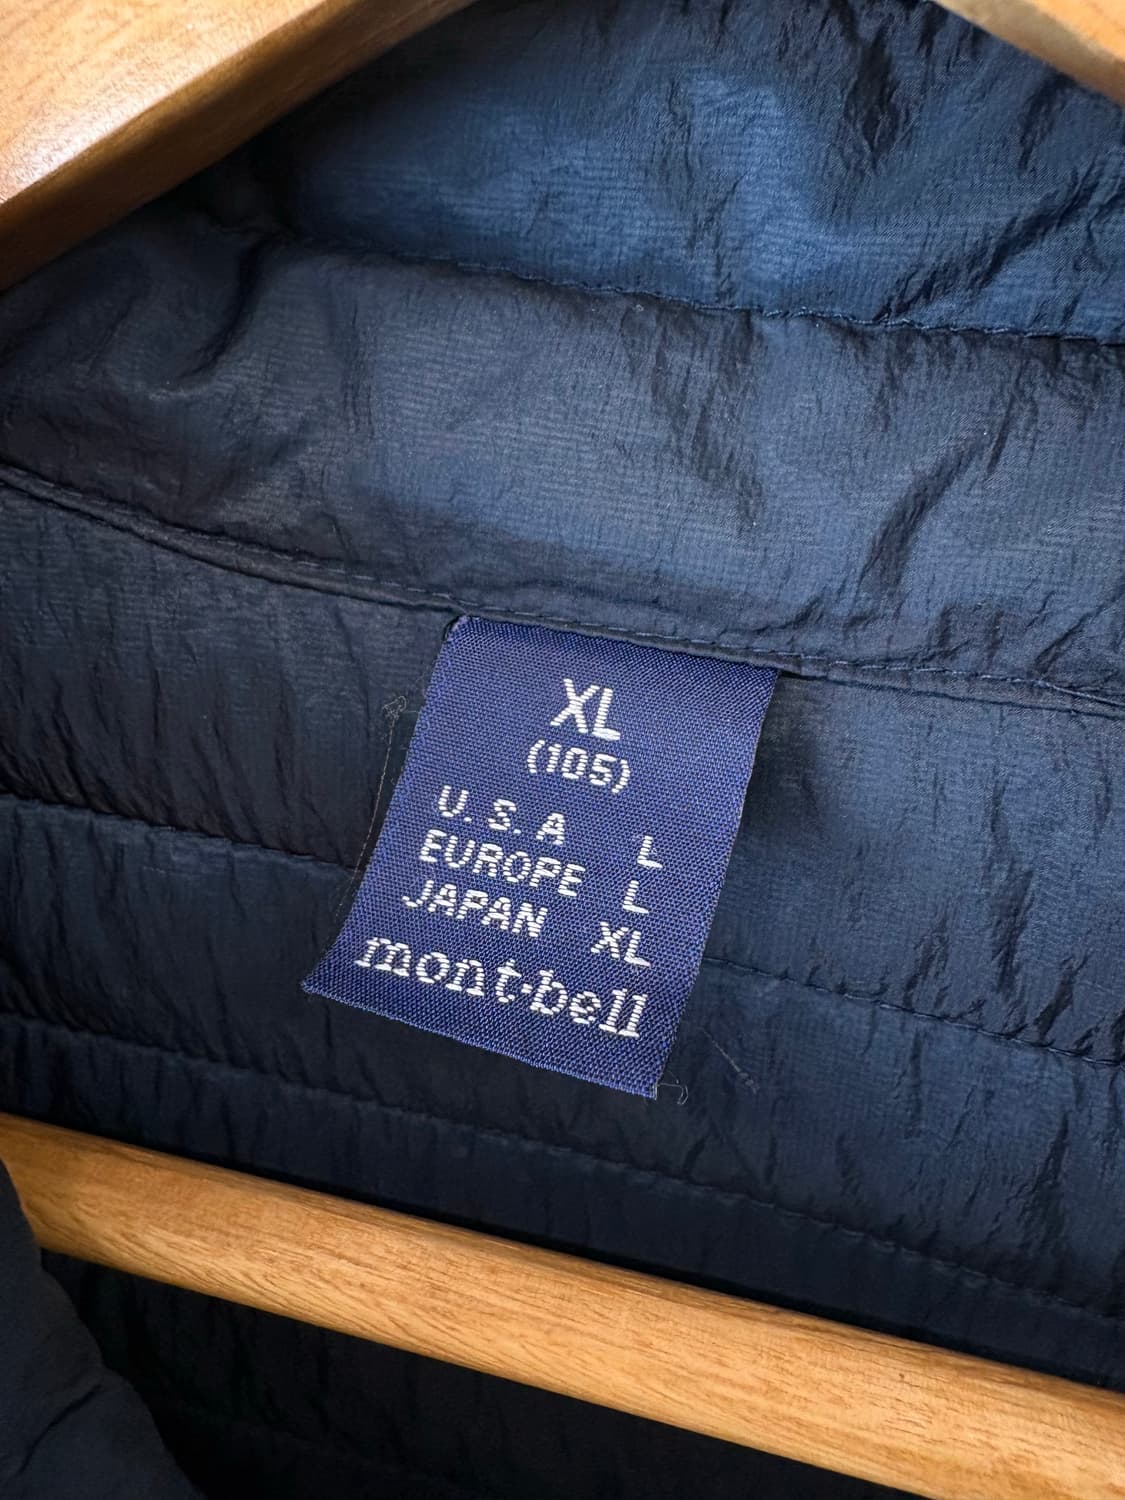 XL
(105)
U.S.A L
EUROPE L
JAPAN XL
mont·bell